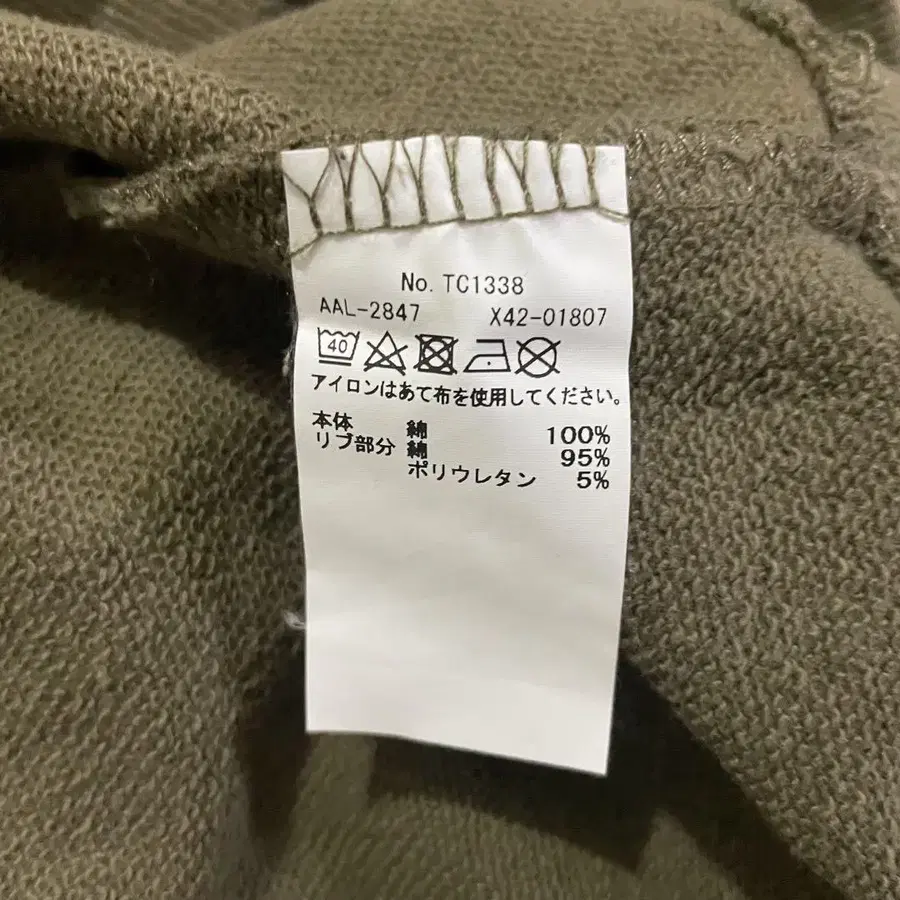 No. TC1338
AAL-2847 X42-01807
40
アイロンはあて布を使用してください。
本体 綿 100%
リブ部分 綿 95%
ポリウレタン 5%